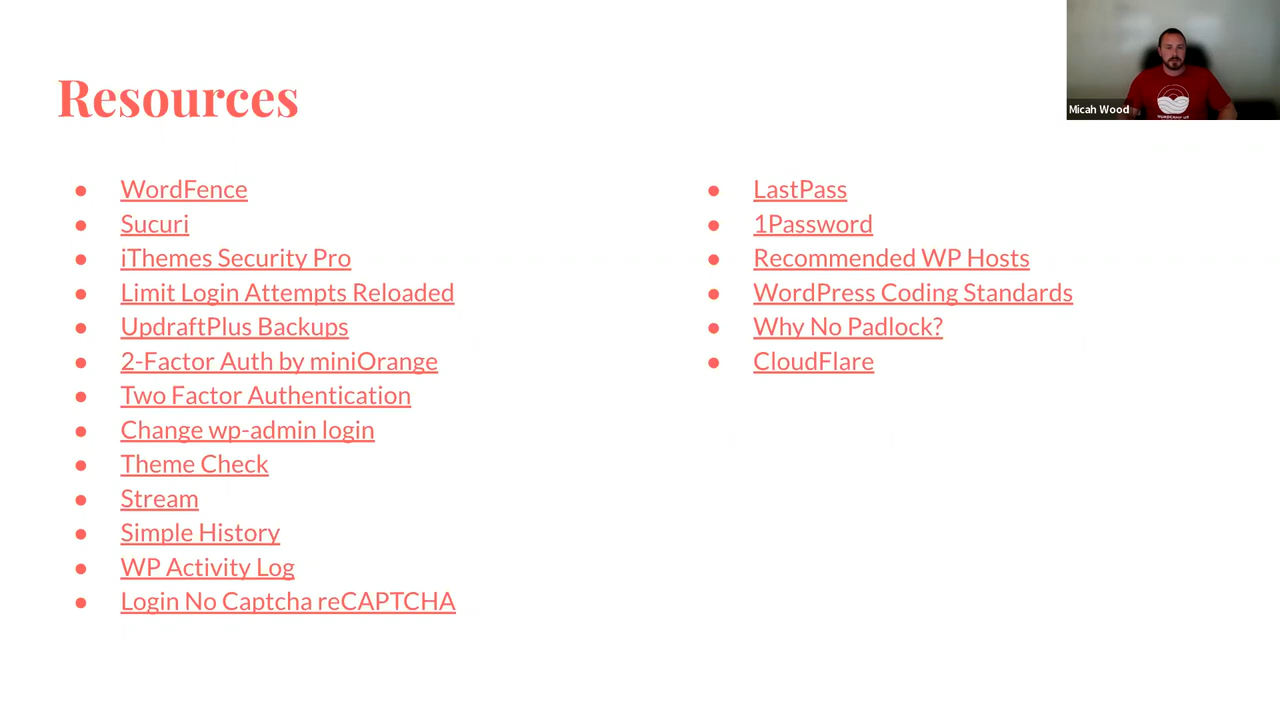 Resources
Micah Wood
WordFence
Sucuri
iThemes Security Pro
Limit Login Attempts Reloaded
UpdraftPlus Backups
2-Factor Auth by miniOrange
Two Factor Authentication
Change wp-admin login
Theme Check
Stream
Simple History
WP Activity Log
Login No Captcha reCAPTCHA
LastPass
1Password
Recommended WP Hosts
WordPress Coding Standards
Why No Padlock?
CloudFlare